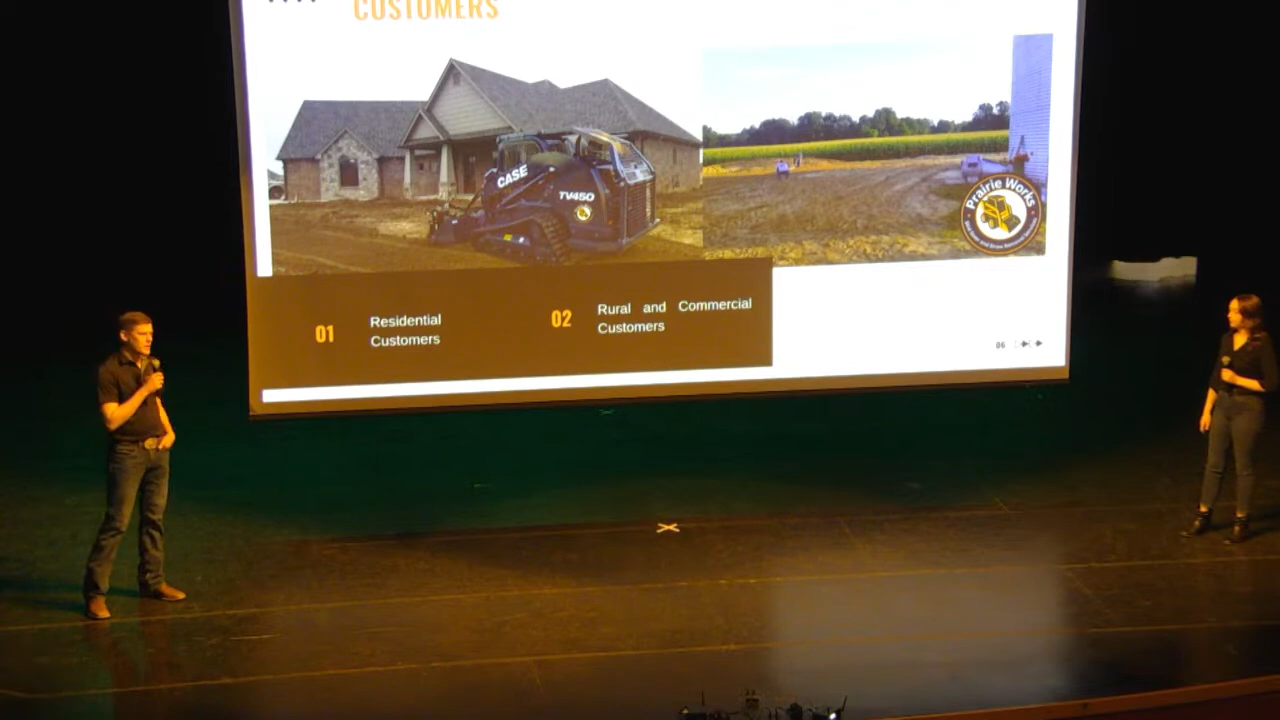 CUSTOMERS
CASE
TV450
Prairie Works
01
Residential
Customers
02
Rural and Commercial
Customers
06